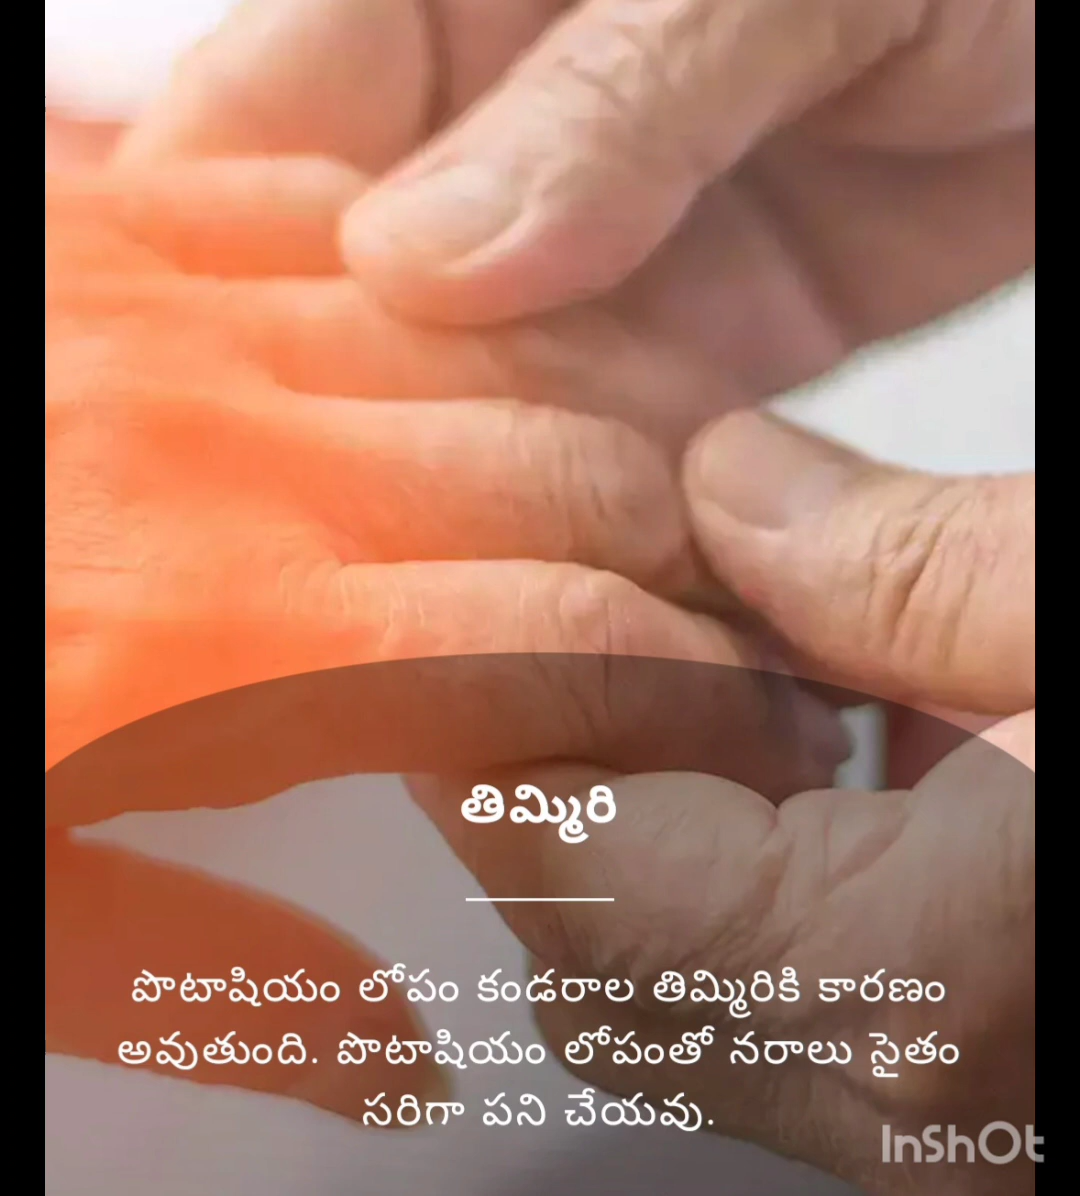 తిమ్మిరి
పొటాషియం లోపం కండరాల తిమ్మిరికి కారణం
అవుతుంది. పొటాషియం లోపంతో నరాలు సైతం
సరిగా పని చేయవు.
InShOt